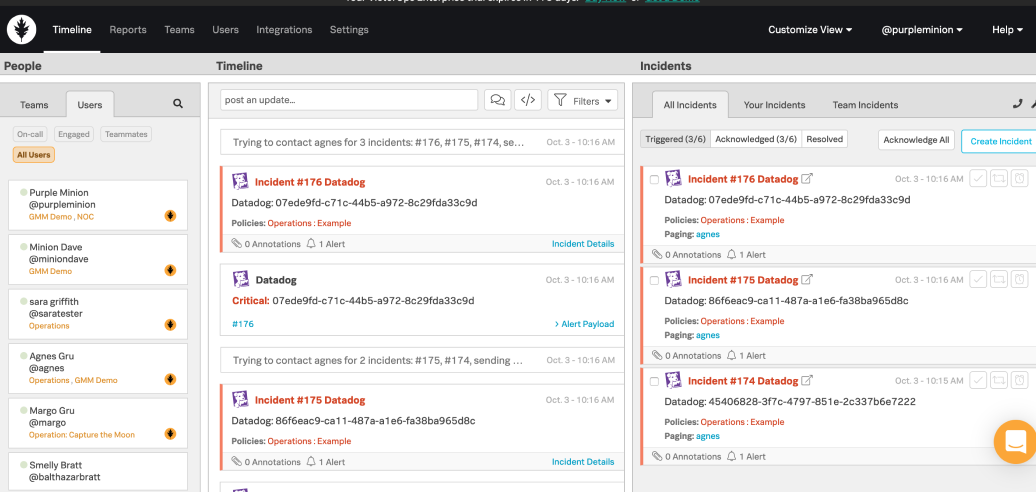 Your VictorOps Enterprise trial expires in 178 days.
or
Timeline Reports Teams Users Integrations Settings
Customize View @purpleminion Help
People
Timeline
Incidents
Teams Users
On-call Engaged Teammates
All Users
Purple Minion
@purpleminion
GMM Demo , NOC
Minion Dave
@miniondave
GMM Demo
sara griffith
@saratester
Operations
Agnes Gru
@agnes
Operations , GMM Demo
Margo Gru
@margo
Operation: Capture the Moon
Smelly Bratt
@balthazarbratt
post an update...
</> Filters
Trying to contact agnes for 3 incidents: #176, #175, #174, se... Oct. 3 - 10:16 AM
Incident #176 Datadog Oct. 3 - 10:16 AM
Datadog: 07ede9fd-c71c-44b5-a972-8c29fda33c9d
Policies: Operations : Example
0 Annotations 1 Alert Incident Details
Datadog Oct. 3 - 10:16 AM
Critical: 07ede9fd-c71c-44b5-a972-8c29fda33c9d
#176 > Alert Payload
Trying to contact agnes for 2 incidents: #175, #174, sending ... Oct. 3 - 10:16 AM
Incident #175 Datadog Oct. 3 - 10:16 AM
Datadog: 86f6eac9-ca11-487a-a1e6-fa38ba965d8c
Policies: Operations : Example
0 Annotations 1 Alert Incident Details
All Incidents Your Incidents Team Incidents
Triggered (3/6) Acknowledged (3/6) Resolved Acknowledge All Create Incident
Incident #176 Datadog Oct. 3 - 10:16 AM
Datadog: 07ede9fd-c71c-44b5-a972-8c29fda33c9d
Policies: Operations : Example
Paging: agnes
0 Annotations 1 Alert
Incident #175 Datadog Oct. 3 - 10:16 AM
Datadog: 86f6eac9-ca11-487a-a1e6-fa38ba965d8c
Policies: Operations : Example
Paging: agnes
0 Annotations 1 Alert
Incident #174 Datadog Oct. 3 - 10:15 AM
Datadog: 45406828-3f7c-4797-851e-2c337b6e7222
Policies: Operations : Example
Paging: agnes
0 Annotations 1 Alert